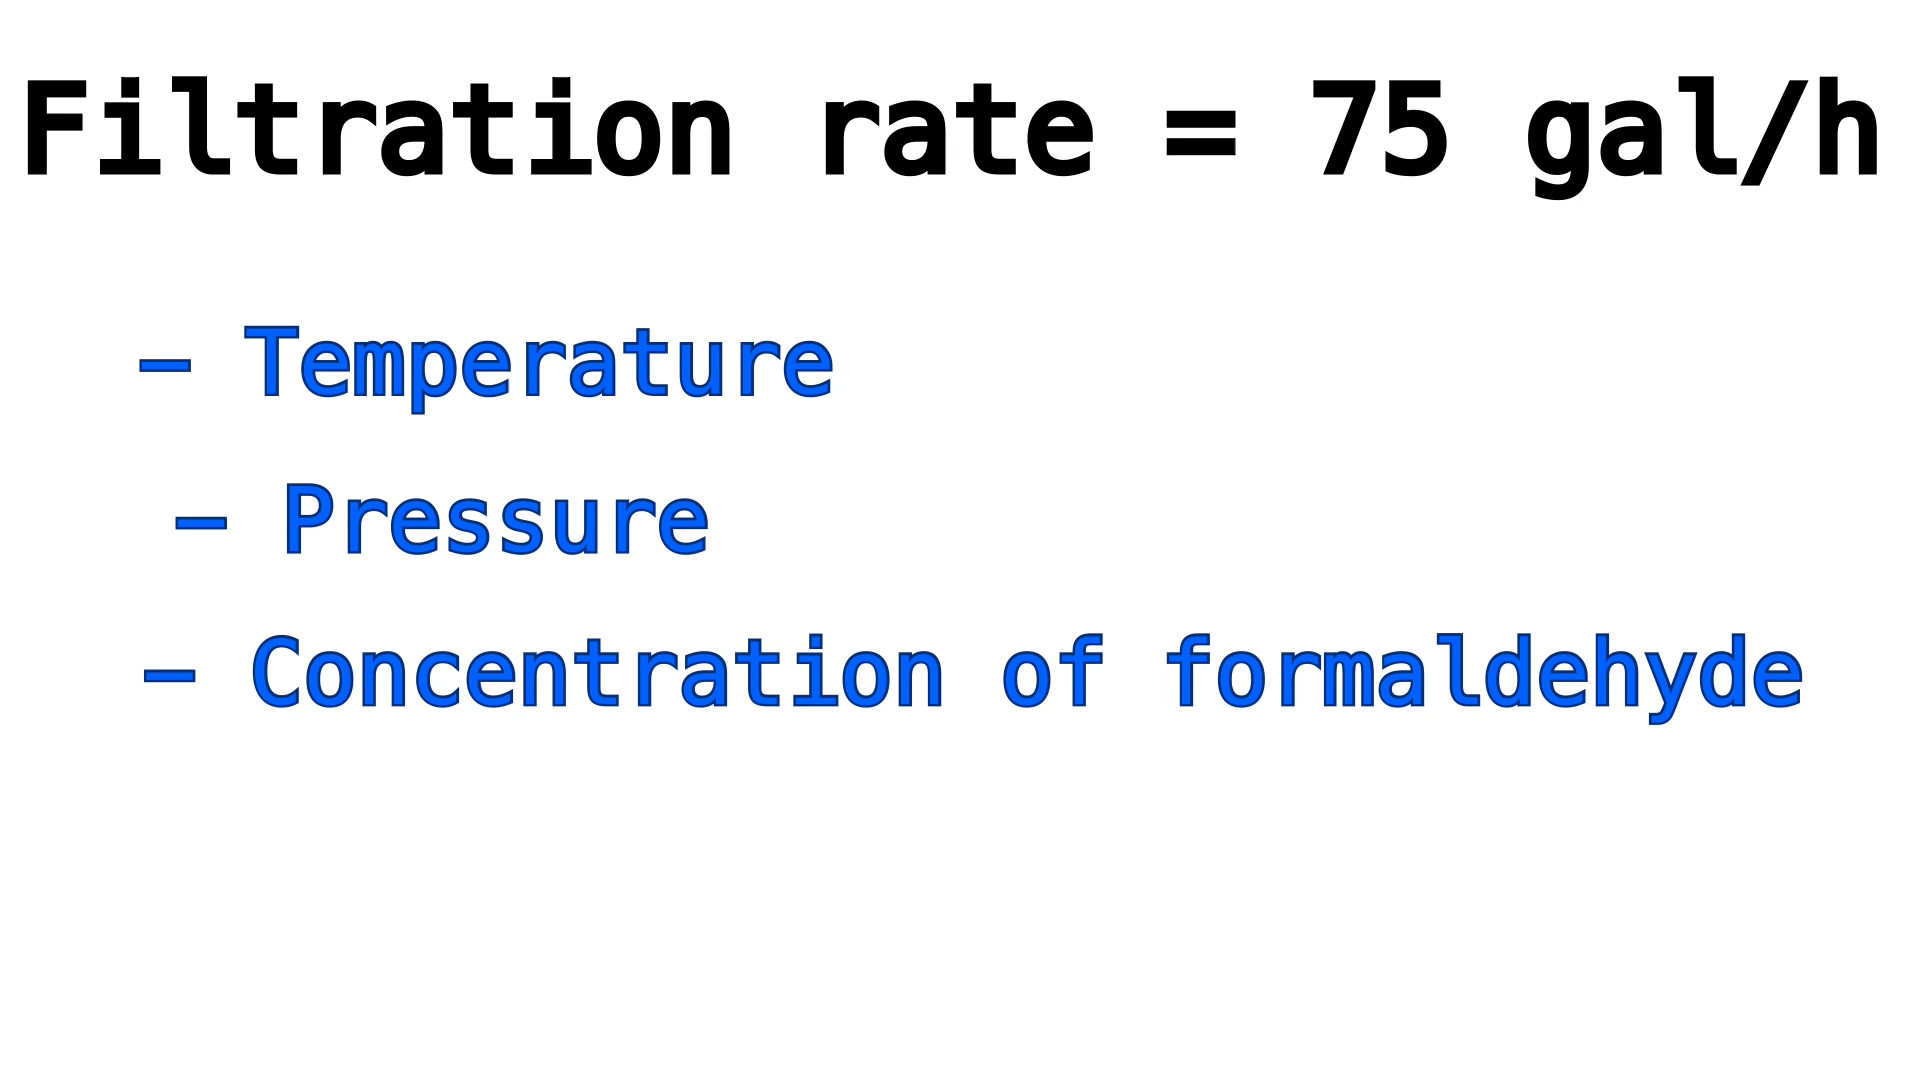 Filtration rate = 75 gal/h
– Temperature
– Pressure
– Concentration of formaldehyde